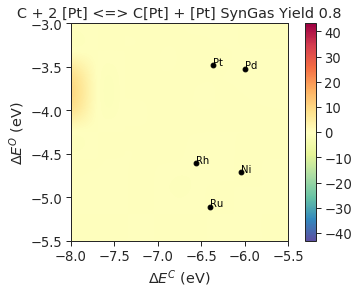 C + 2 [Pt] <=> C[Pt] + [Pt] SynGas Yield 0.8
−3.0
−3.5
−4.0
−4.5
−5.0
−5.5
ΔE^O (eV)
Pt
Pd
Rh
Ni
Ru
−8.0 −7.5 −7.0 −6.5 −6.0 −5.5
ΔE^C (eV)
40
30
20
10
0
−10
−20
−30
−40